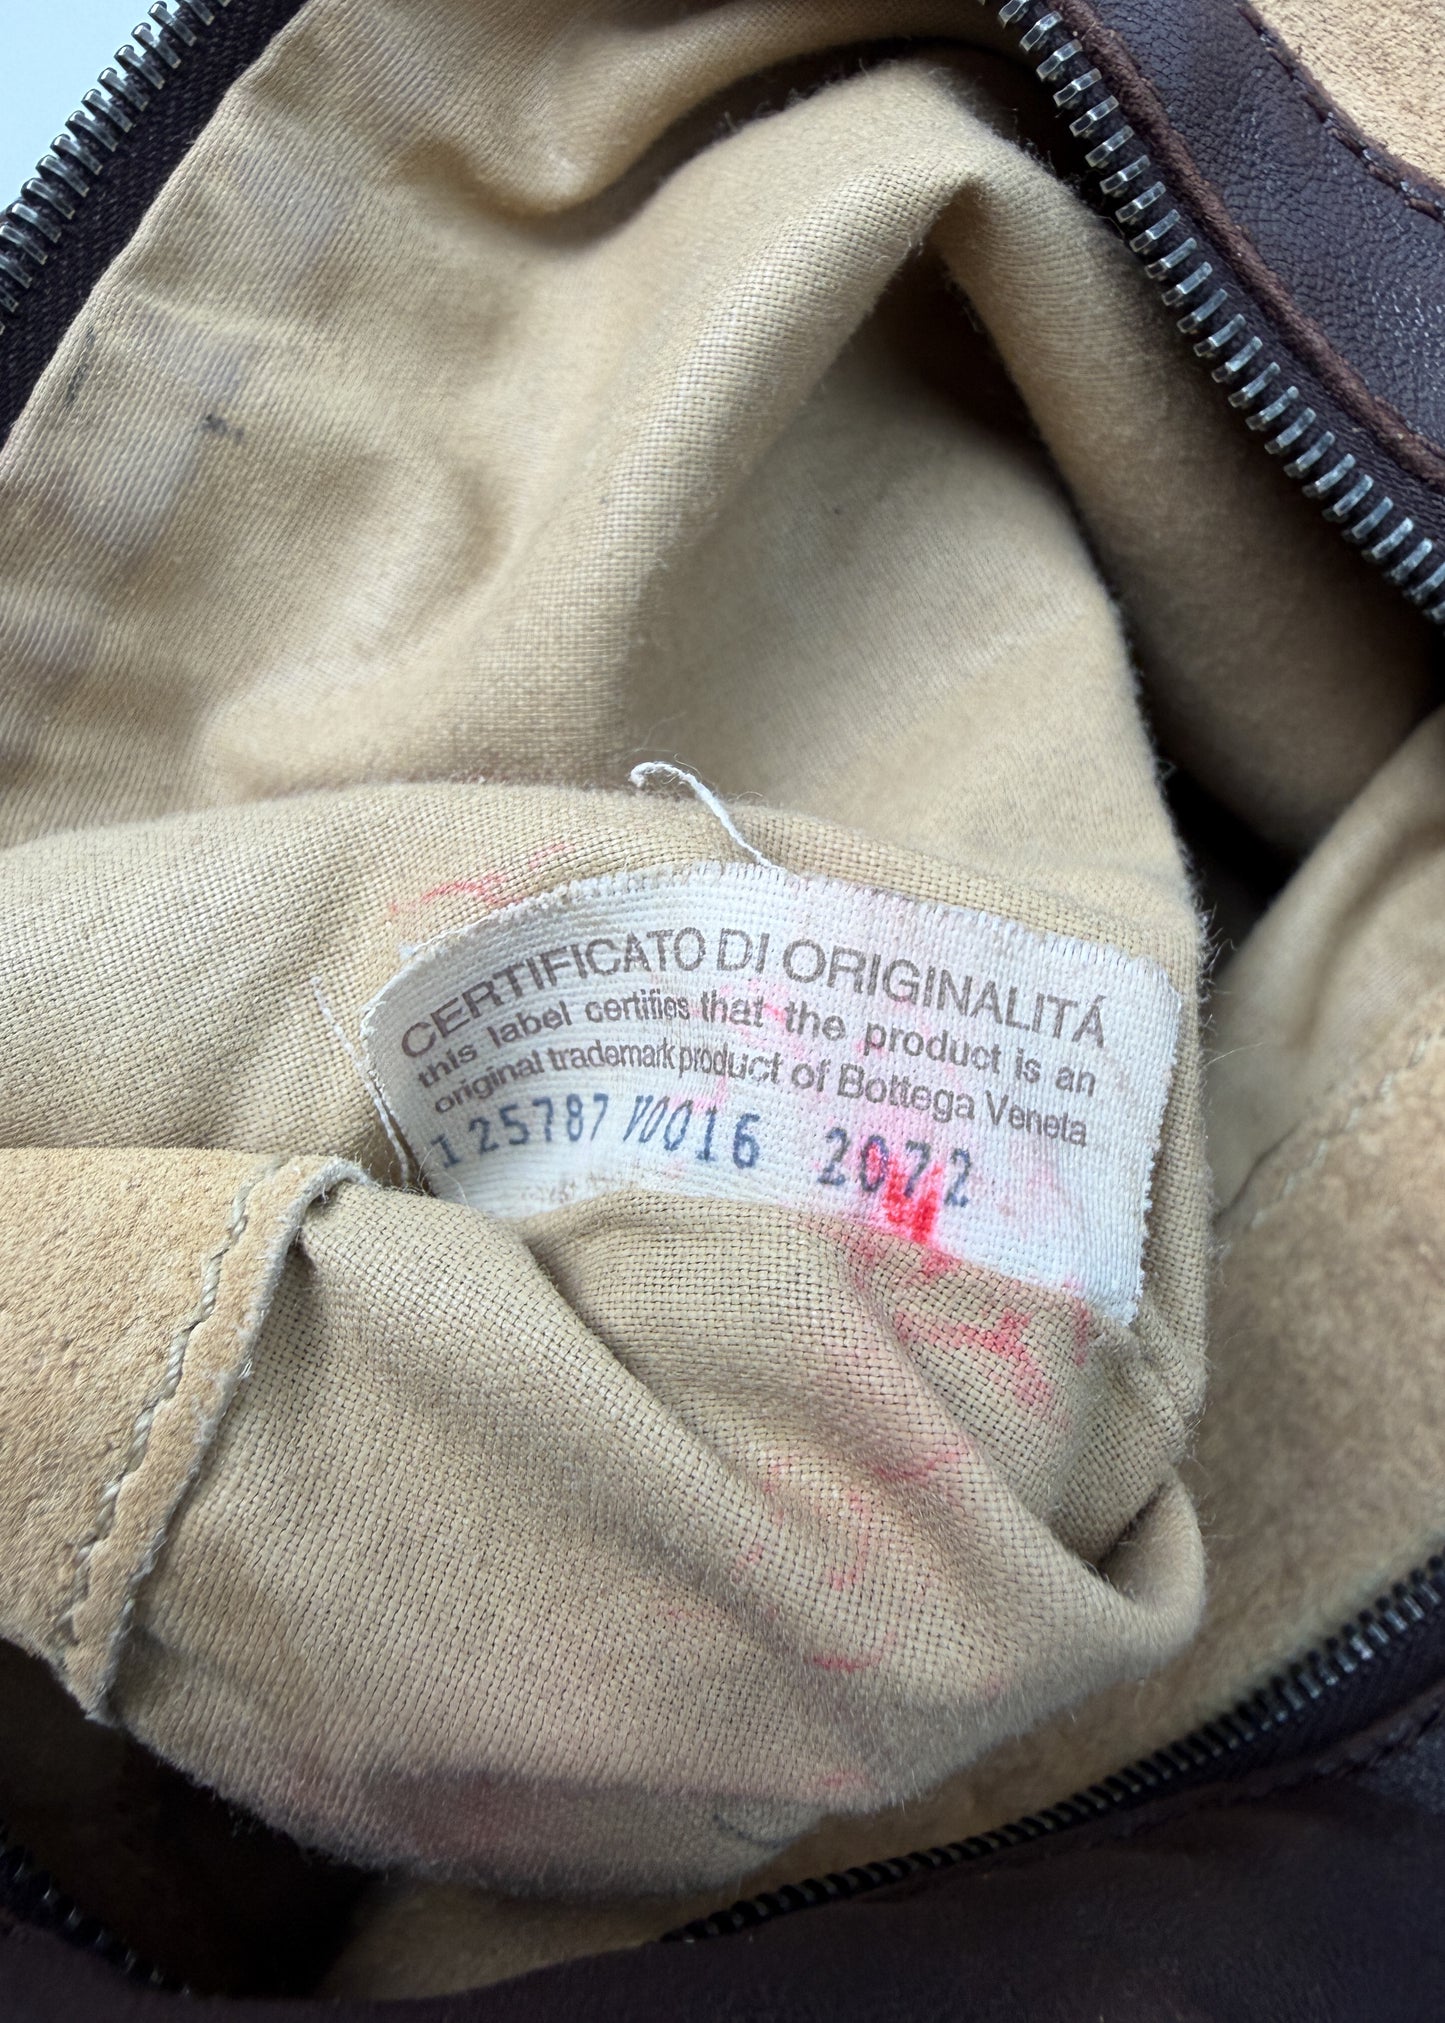 CERTIFICATO DI ORIGINALITÁ
this label certifies that the product is an
original trademark product of Bottega Veneta
125787 V0016 2072